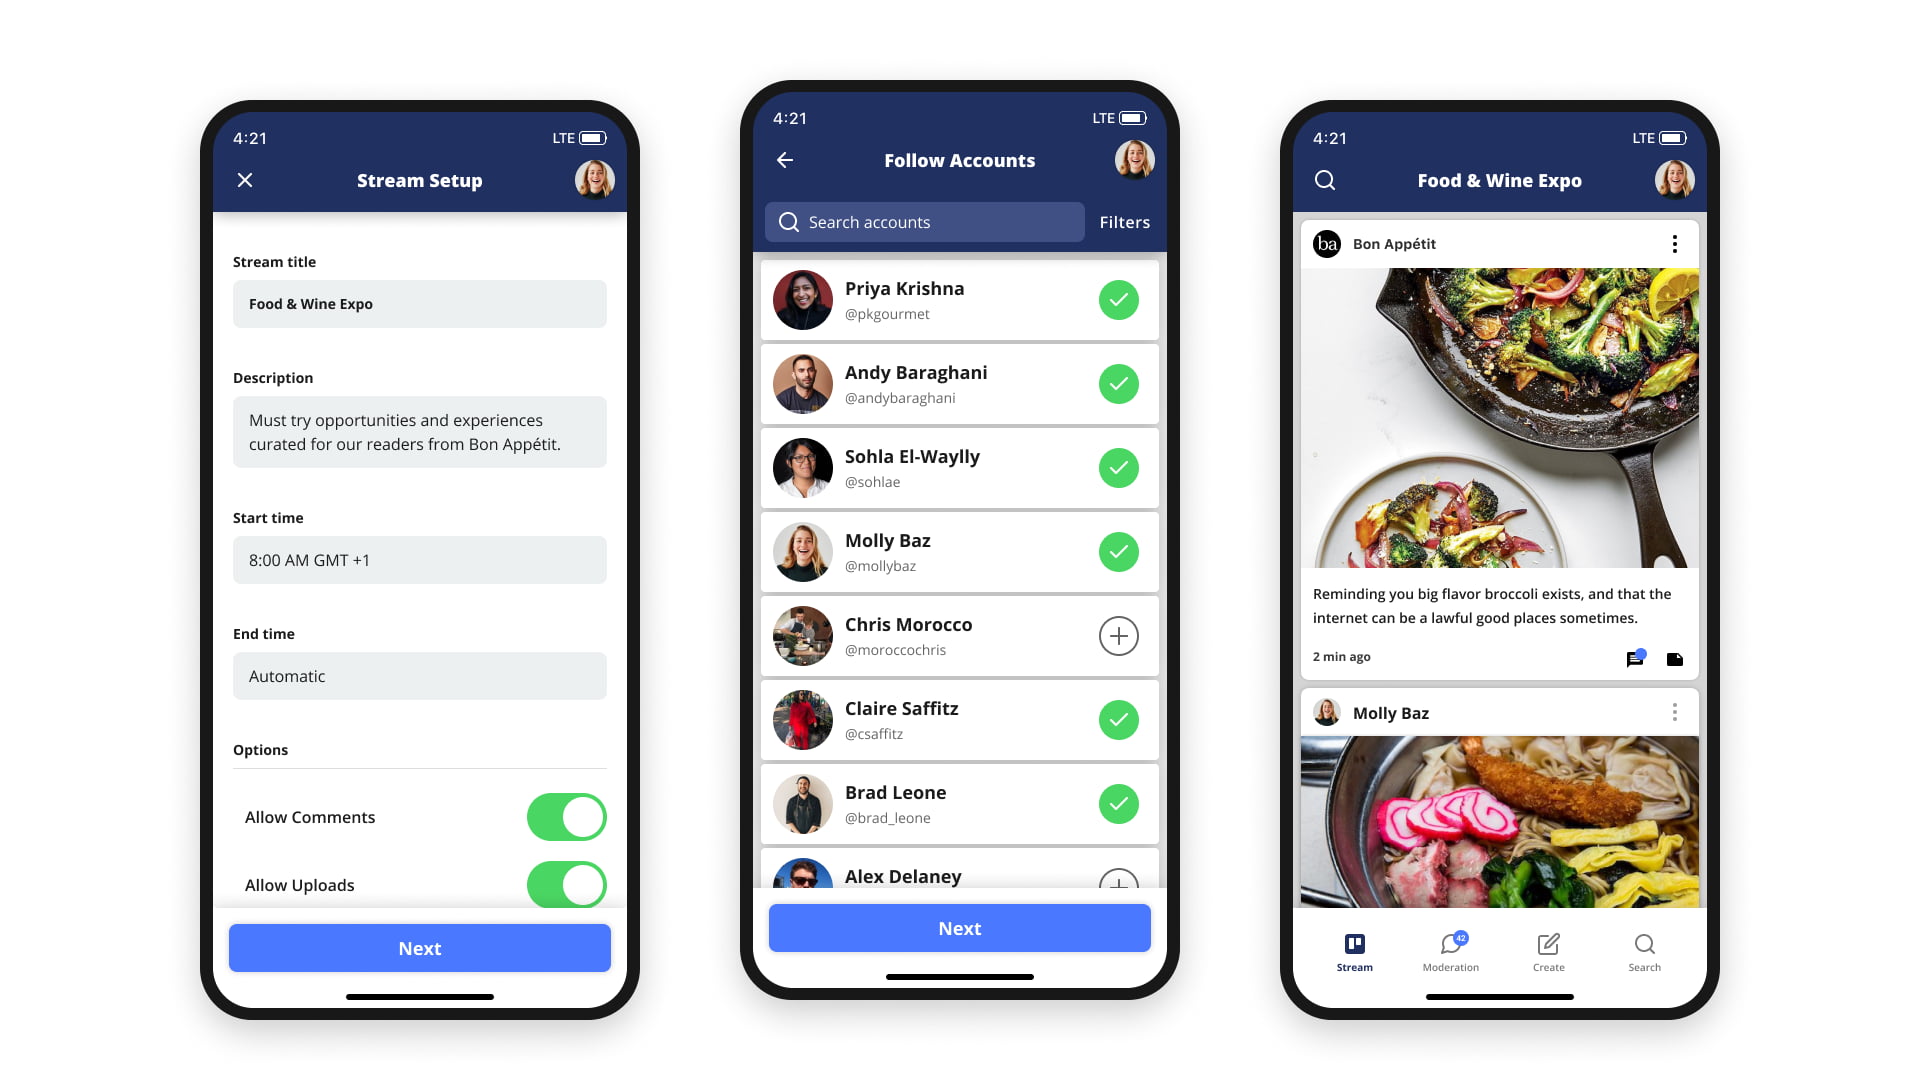 4:21
LTE
Stream Setup
Stream title
Food & Wine Expo
Description
Must try opportunities and experiences
curated for our readers from Bon Appétit.
Start time
8:00 AM GMT +1
End time
Automatic
Options
Allow Comments
Allow Uploads
Next
4:21
LTE
Follow Accounts
Search accounts
Filters
Priya Krishna
@pkgourmet
Andy Baraghani
@andybaraghani
Sohla El-Waylly
@sohlae
Molly Baz
@mollybaz
Chris Morocco
@moroccochris
Claire Saffitz
@csaffitz
Brad Leone
@brad_leone
Alex Delaney
Next
4:21
LTE
Food & Wine Expo
ba
Bon Appétit
Reminding you big flavor broccoli exists, and that the
internet can be a lawful good places sometimes.
2 min ago
Molly Baz
42
Stream
Moderation
Create
Search